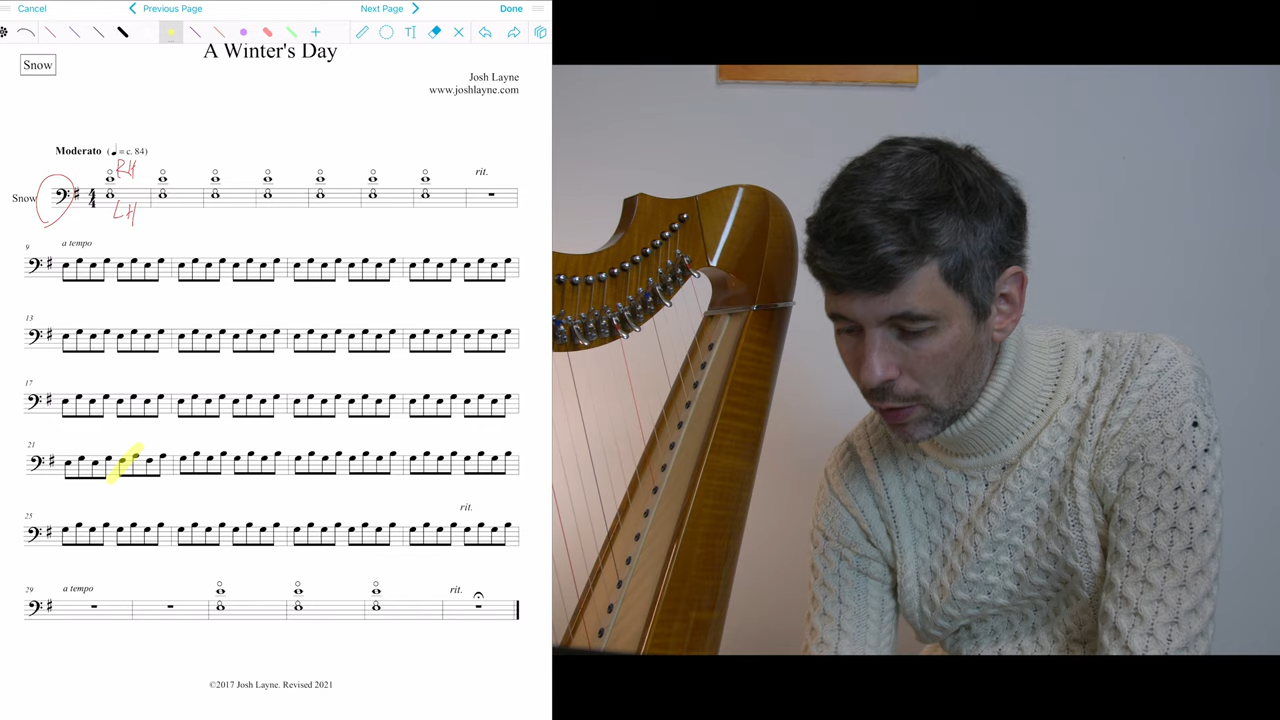 Cancel
Previous Page
Next Page
Done
A Winter's Day
Snow
Josh Layne
www.joshlayne.com
Moderato (♩= c. 84)
RH
rit.
Snow
LH
9
a tempo
13
17
21
25
rit.
29
a tempo
rit.
©2017 Josh Layne. Revised 2021